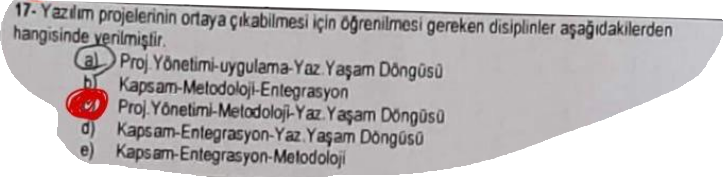 17- Yazılım projelerinin ortaya çıkabilmesi için öğrenilmesi gereken disiplinler aşağıdakilerden
hangisinde verilmiştir.
a) Proj.Yönetimi-uygulama-Yaz.Yaşam Döngüsü
b) Kapsam-Metodoloji-Entegrasyon
c) Proj.Yönetimi-Metodoloji-Yaz.Yaşam Döngüsü
d) Kapsam-Entegrasyon-Yaz.Yaşam Döngüsü
e) Kapsam-Entegrasyon-Metodoloji